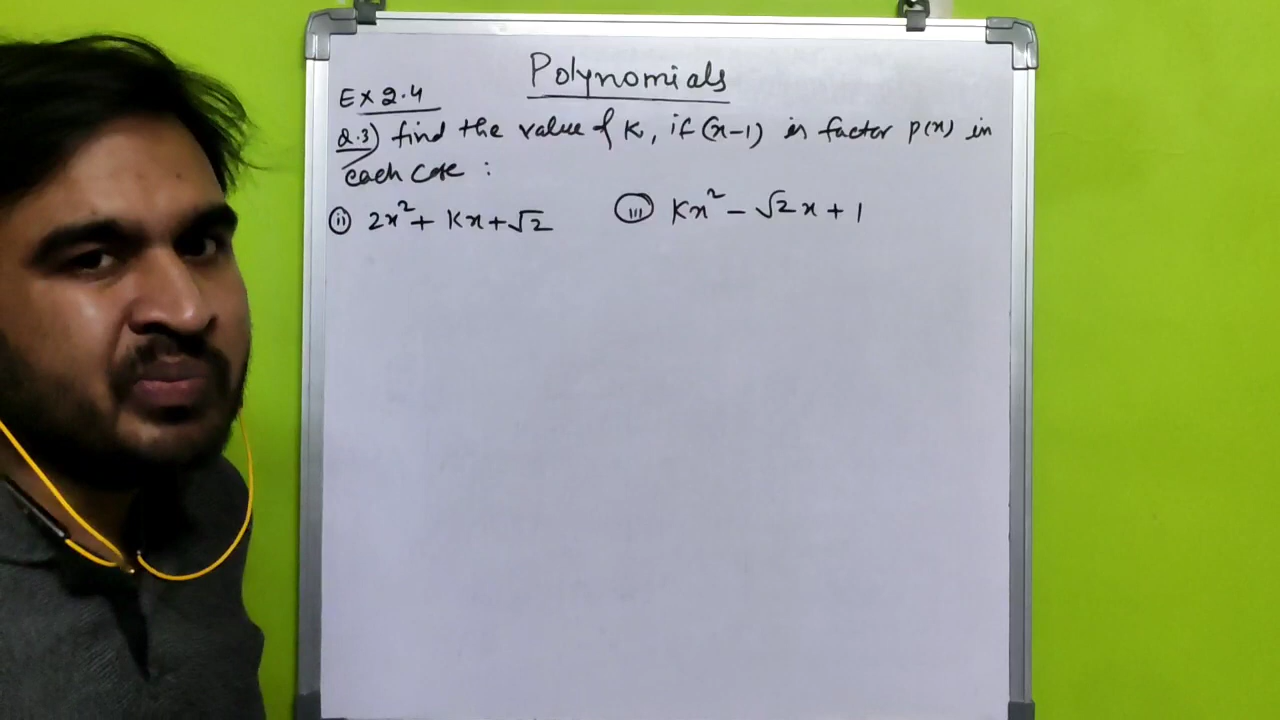 Polynomials
Ex 2.4
Q.3) find the value of K, if (x-1) is factor p(x) in
each case :
(ii) 2x² + Kx + √2 (iii) Kx² - √2x + 1